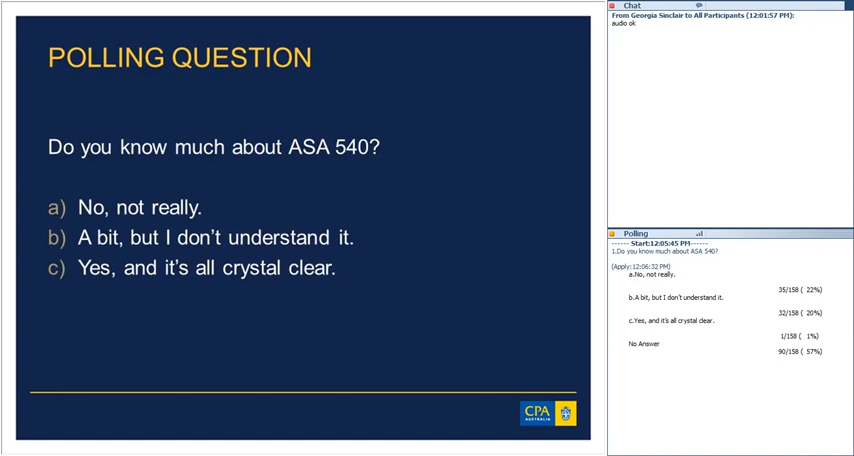 POLLING QUESTION
Do you know much about ASA 540?
a) No, not really.
b) A bit, but I don't understand it.
c) Yes, and it's all crystal clear.
CPA
AUSTRALIA
Chat
From Georgia Sinclair to All Participants (12:01:57 PM):
audio ok
Polling
------ Start:12:05:45 PM------
1.Do you know much about ASA 540?
(Apply:12:06:32 PM)
a.No, not really.
35/158 ( 22%)
b.A bit, but I don't understand it.
32/158 ( 20%)
c.Yes, and it's all crystal clear.
1/158 ( 1%)
No Answer
90/158 ( 57%)